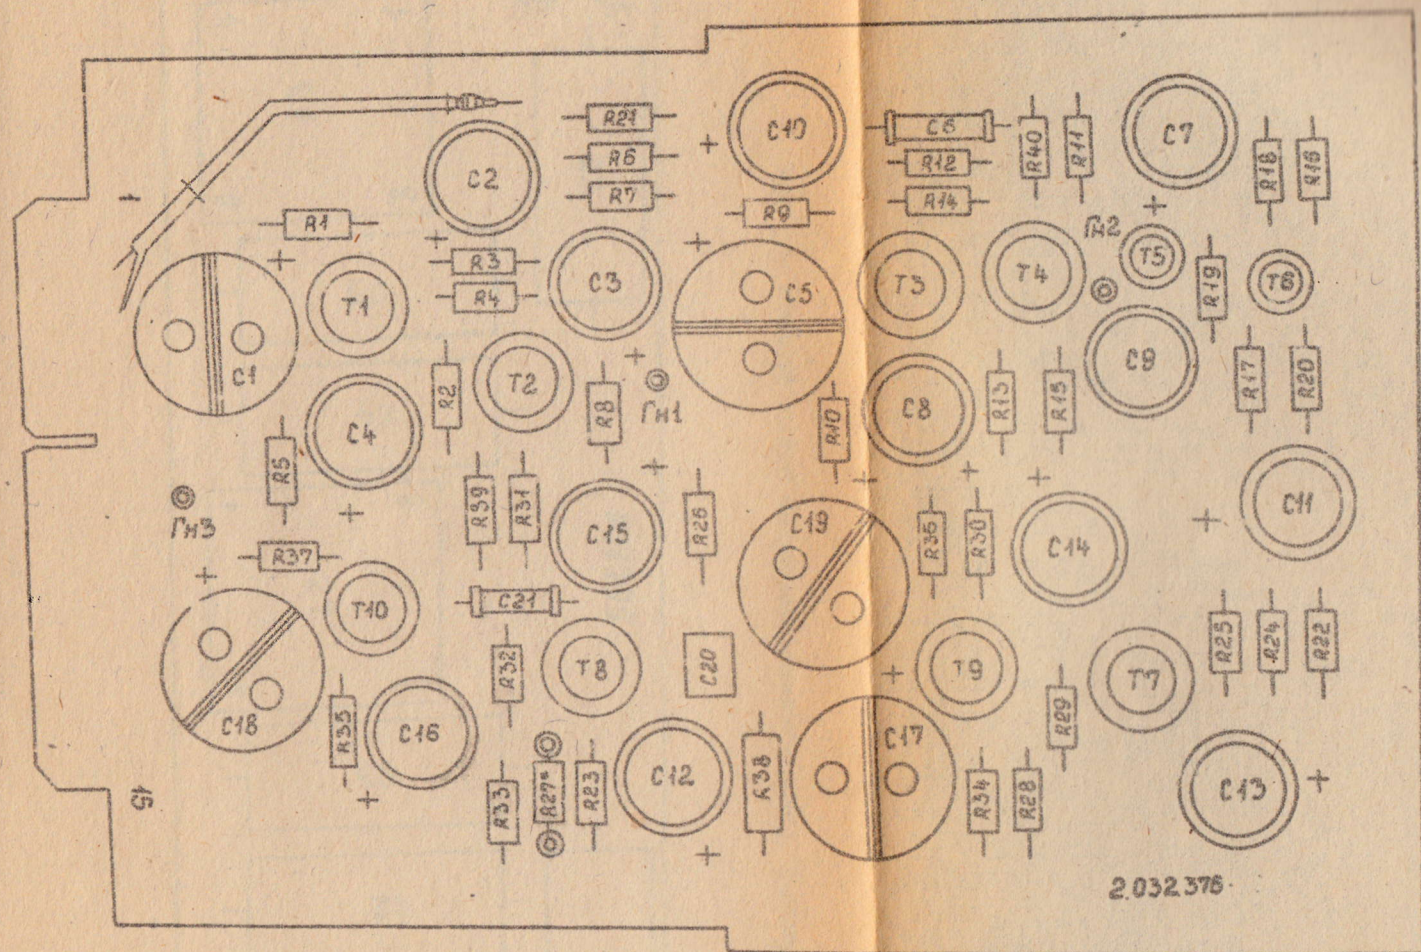 R21
C10
C6
R40
R11
C7
R6
R12
R18
R16
C2
R7
R9
R14
1
R1
Гн2
R3
C3
C5
T3
T4
T5
R19
T6
R4
T1
C1
T2
R2
R8
Гн1
R10
C8
R13
R15
C9
R17
R20
C4
R5
R39
R31
C15
R26
C19
R36
R30
C14
C11
Гн3
R37
T10
C21
R32
T8
C20
T9
T7
R25
R24
R22
C18
R35
C16
R33
R27*
R23
C12
R38
C17
R34
R28
R29
C13
15
2.032.376